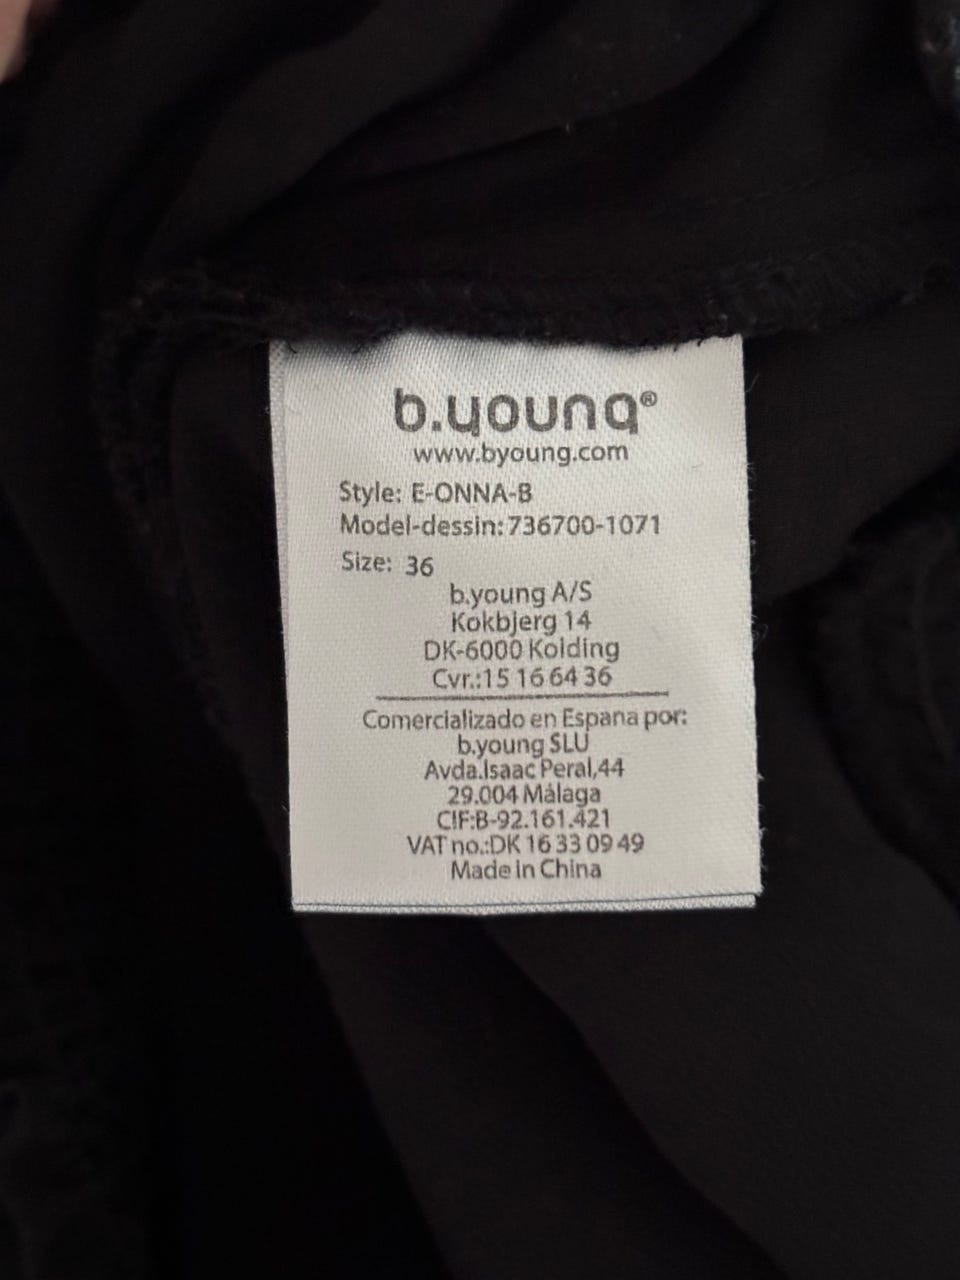 b.young®
www.byoung.com
Style: E-ONNA-B
Model-dessin: 736700-1071
Size: 36
b.young A/S
Kokbjerg 14
DK-6000 Kolding
Cvr.:15 16 64 36
Comercializado en Espana por:
b.young SLU
Avda.Isaac Peral,44
29.004 Málaga
CIF:B-92.161.421
VAT no.:DK 16 33 09 49
Made in China